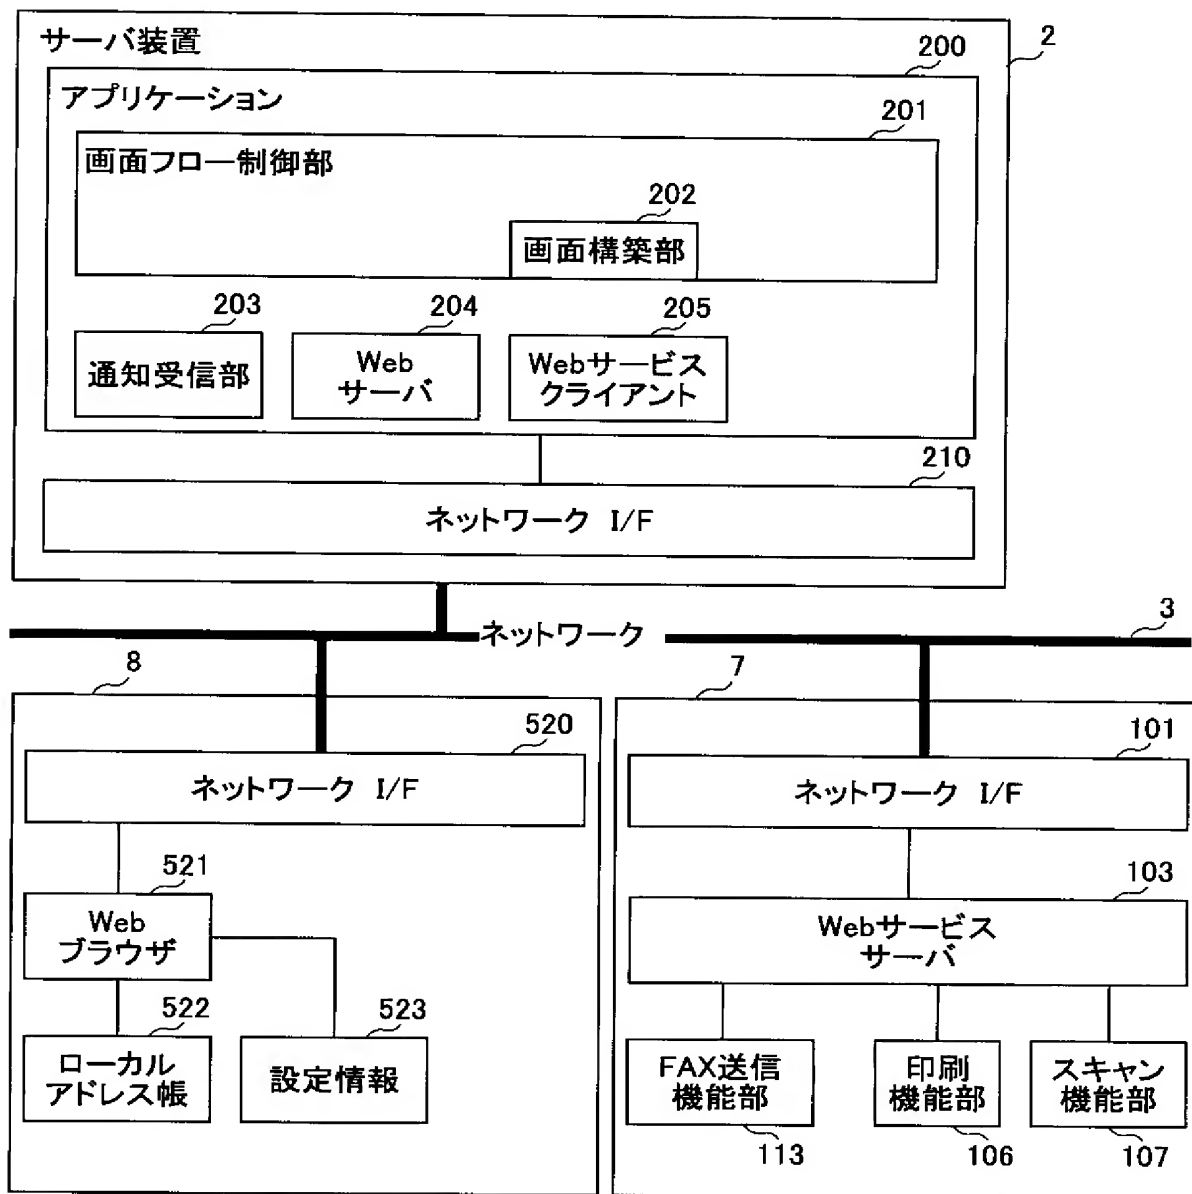 サーバ装置
2
200
アプリケーション
201
画面フロー制御部
202
画面構築部
203
204
205
通知受信部
Web
サーバ
Webサービス
クライアント
210
ネットワーク I/F
ネットワーク
3
8
7
520
ネットワーク I/F
101
ネットワーク I/F
521
Web
ブラウザ
103
Webサービス
サーバ
522
ローカル
アドレス帳
523
設定情報
FAX送信
機能部
印刷
機能部
スキャン
機能部
113
106
107